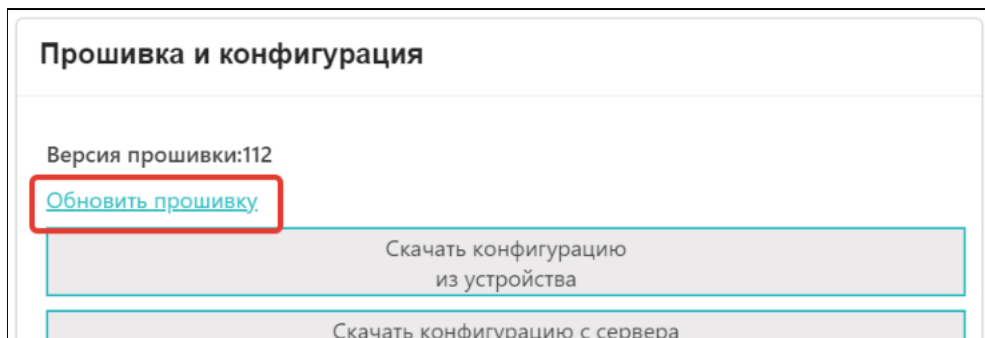 Прошивка и конфигурация
Версия прошивки:112
Обновить прошивку
Скачать конфигурацию
из устройства
Скачать конфигурацию с сервера